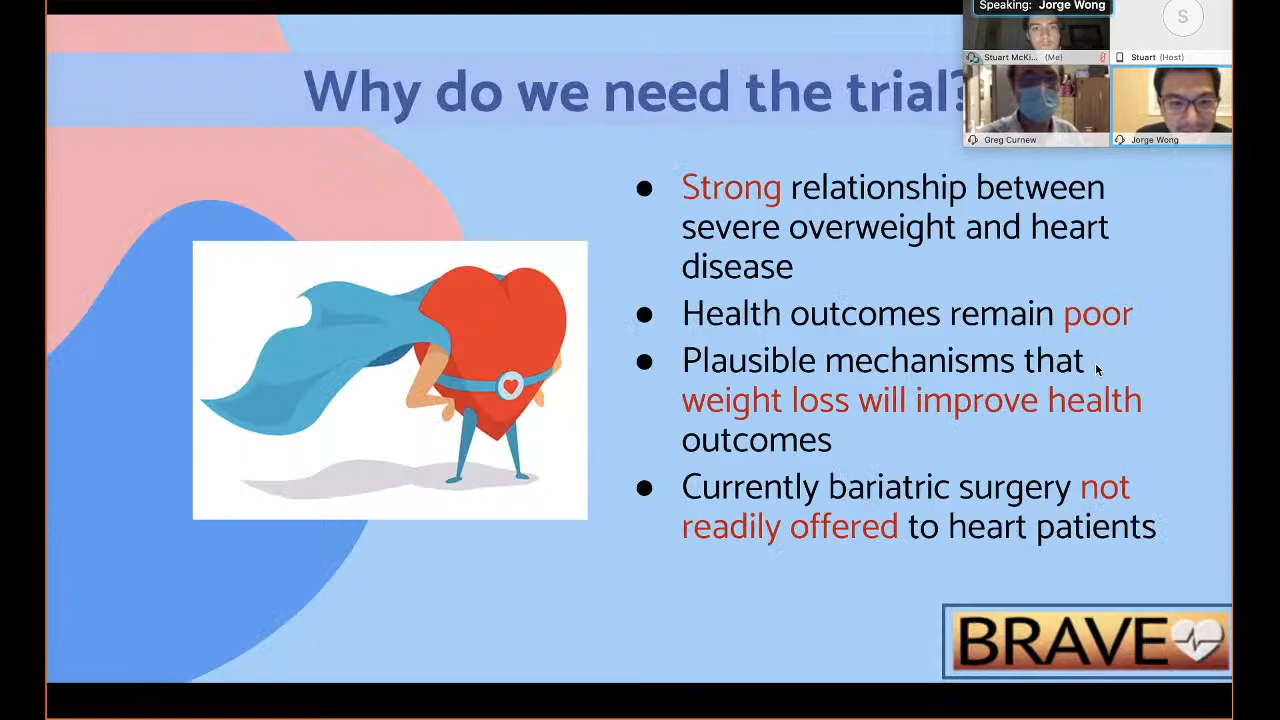 Speaking: Jorge Wong
S
Stuart McKi... (Me)
Stuart (Host)
Greg Curnew
Jorge Wong
Why do we need the trial?
● Strong relationship between
severe overweight and heart
disease
● Health outcomes remain poor
● Plausible mechanisms that
weight loss will improve health
outcomes
● Currently bariatric surgery not
readily offered to heart patients
BRAVE